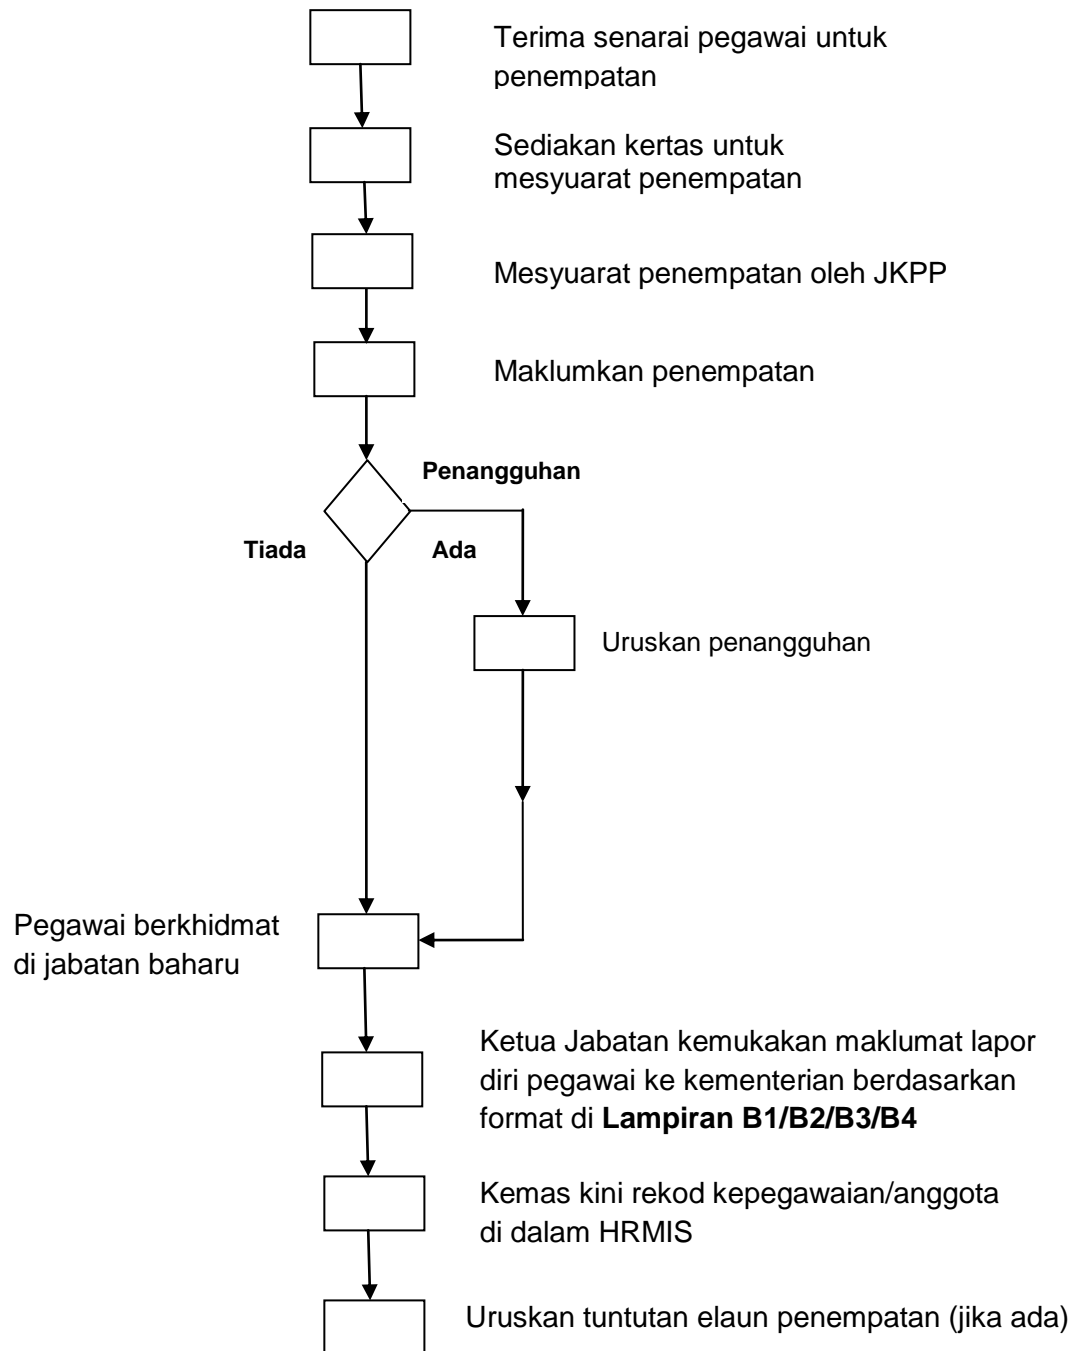 Terima senarai pegawai untuk
penempatan
Sediakan kertas untuk
mesyuarat penempatan
Mesyuarat penempatan oleh JKPP
Maklumkan penempatan
Penangguhan
Tiada
Ada
Uruskan penangguhan
Pegawai berkhidmat
di jabatan baharu
Ketua Jabatan kemukakan maklumat lapor
diri pegawai ke kementerian berdasarkan
format di Lampiran B1/B2/B3/B4
Kemas kini rekod kepegawaian/anggota
di dalam HRMIS
Uruskan tuntutan elaun penempatan (jika ada)